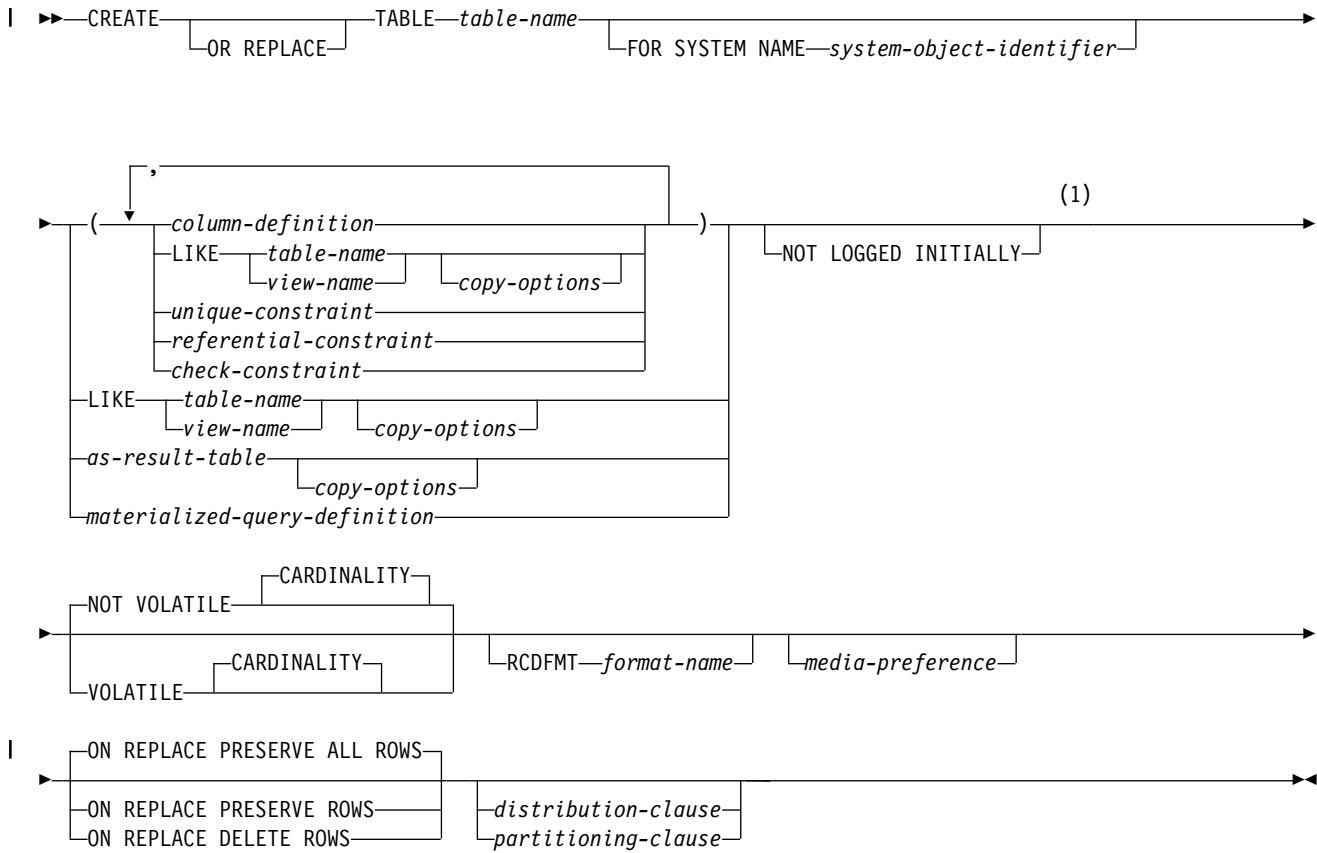 CREATE TABLE table-name
OR REPLACE FOR SYSTEM NAME system-object-identifier
,
(1)
( column-definition )
LIKE table-name NOT LOGGED INITIALLY
view-name copy-options
unique-constraint
referential-constraint
check-constraint
LIKE table-name
view-name copy-options
as-result-table
copy-options
materialized-query-definition
CARDINALITY
NOT VOLATILE
CARDINALITY RCDFMT format-name media-preference
VOLATILE
ON REPLACE PRESERVE ALL ROWS
ON REPLACE PRESERVE ROWS distribution-clause
ON REPLACE DELETE ROWS partitioning-clause